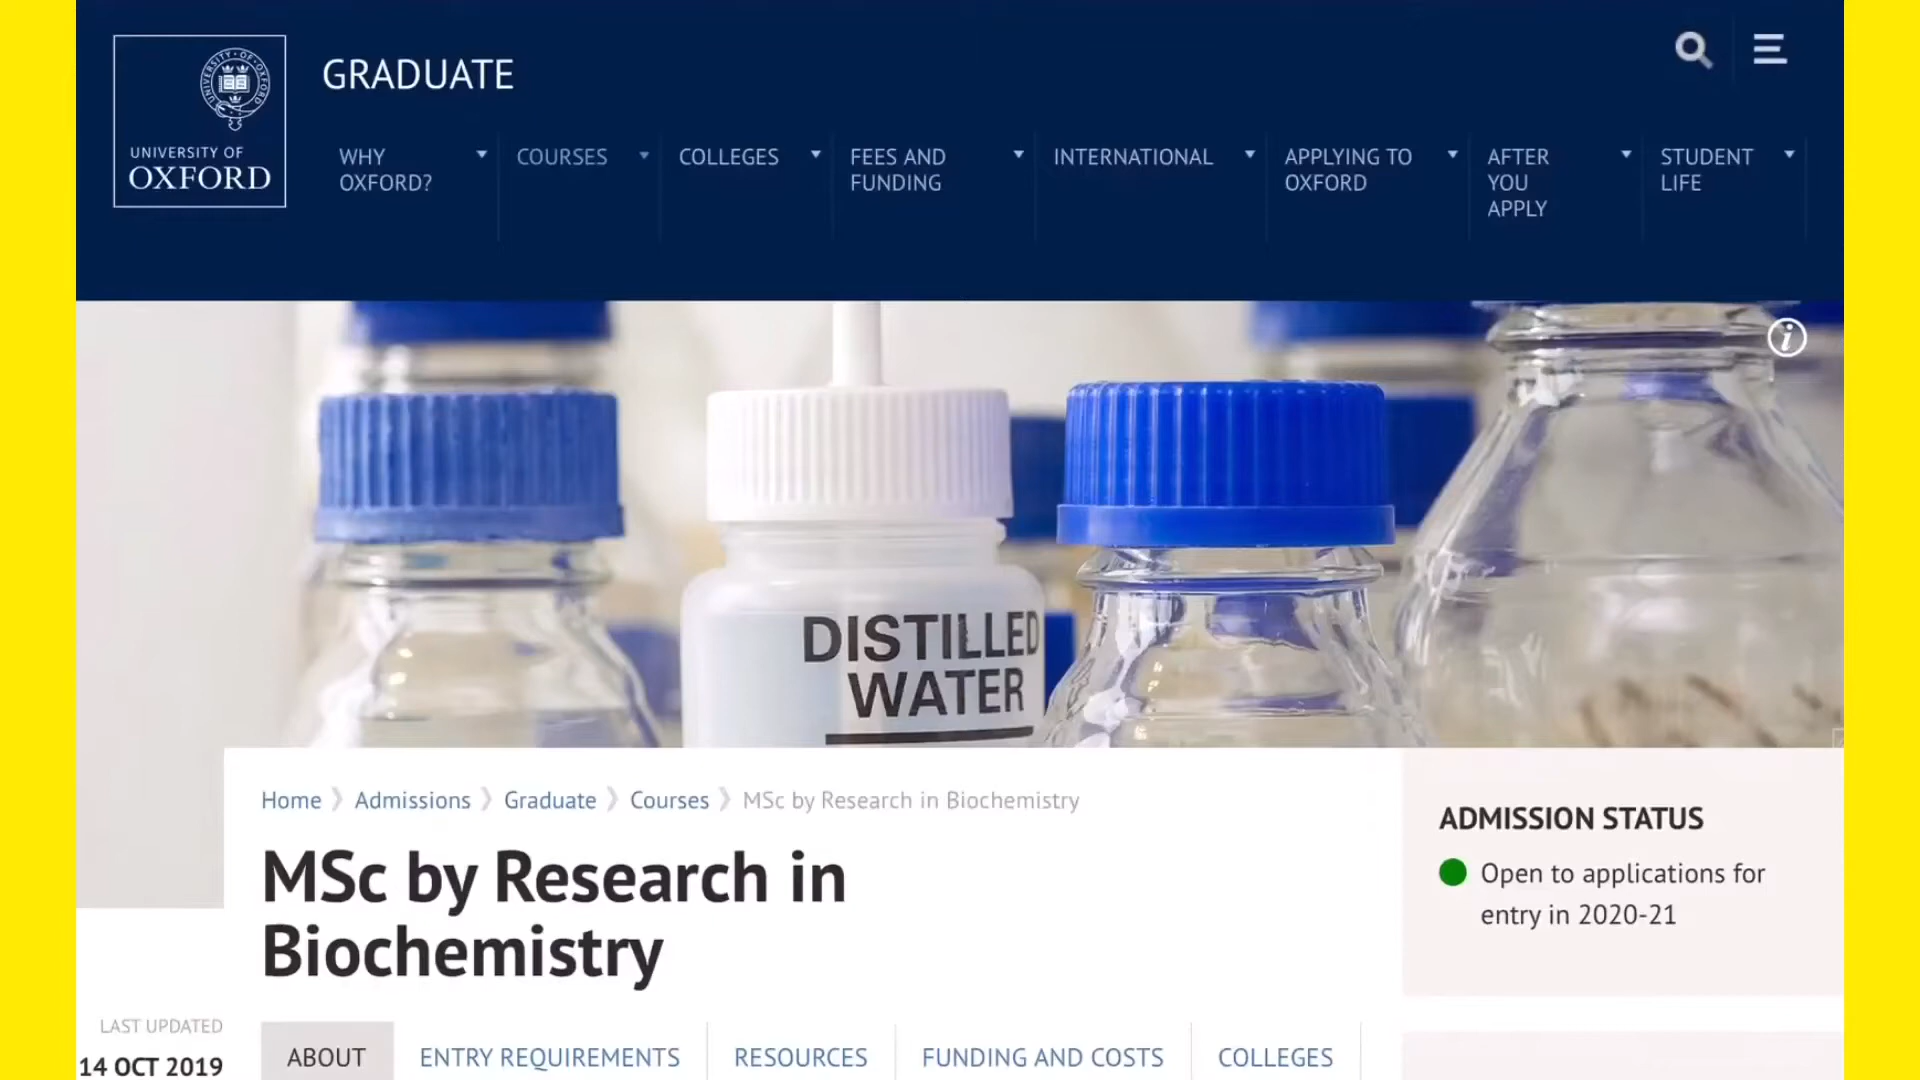 UNIVERSITY OF OXFORD
UNIVERSITY OF
OXFORD
GRADUATE
WHY
OXFORD?
COURSES
COLLEGES
FEES AND
FUNDING
INTERNATIONAL
APPLYING TO
OXFORD
AFTER
YOU
APPLY
STUDENT
LIFE
i
DISTILLED
WATER
Home 》 Admissions 》 Graduate 》 Courses 》 MSc by Research in Biochemistry
MSc by Research in
Biochemistry
ADMISSION STATUS
Open to applications for
entry in 2020-21
LAST UPDATED
14 OCT 2019
ABOUT
ENTRY REQUIREMENTS
RESOURCES
FUNDING AND COSTS
COLLEGES